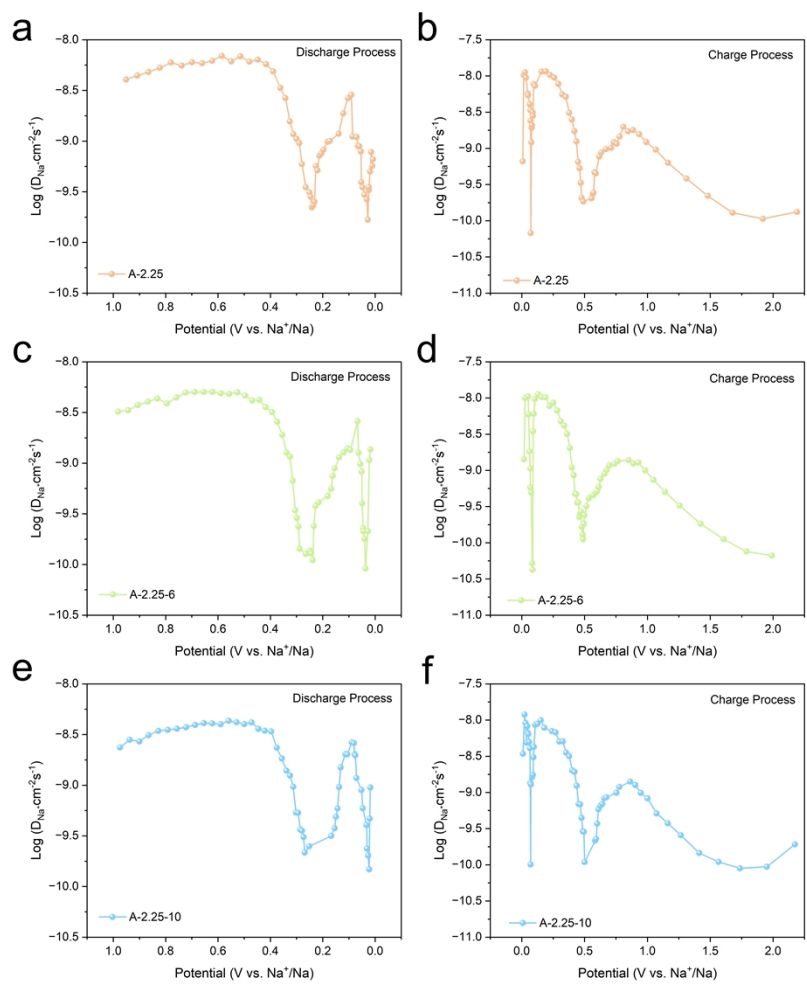 a
Discharge Process
−8.0
−8.5
−9.0
−9.5
−10.0
−10.5
Log (D_Na·cm⁻²s⁻¹)
A-2.25
1.0 0.8 0.6 0.4 0.2 0.0
Potential (V vs. Na⁺/Na)
b
Charge Process
−7.5
−8.0
−8.5
−9.0
−9.5
−10.0
−10.5
−11.0
Log (D_Na·cm⁻²s⁻¹)
A-2.25
0.0 0.5 1.0 1.5 2.0
Potential (V vs. Na⁺/Na)
c
Discharge Process
−8.0
−8.5
−9.0
−9.5
−10.0
−10.5
Log (D_Na·cm⁻²s⁻¹)
A-2.25-6
1.0 0.8 0.6 0.4 0.2 0.0
Potential (V vs. Na⁺/Na)
d
Charge Process
−7.5
−8.0
−8.5
−9.0
−9.5
−10.0
−10.5
−11.0
Log (D_Na·cm⁻²s⁻¹)
A-2.25-6
0.0 0.5 1.0 1.5 2.0
Potential (V vs. Na⁺/Na)
e
Discharge Process
−8.0
−8.5
−9.0
−9.5
−10.0
−10.5
Log (D_Na·cm⁻²s⁻¹)
A-2.25-10
1.0 0.8 0.6 0.4 0.2 0.0
Potential (V vs. Na⁺/Na)
f
Charge Process
−7.5
−8.0
−8.5
−9.0
−9.5
−10.0
−10.5
−11.0
Log (D_Na·cm⁻²s⁻¹)
A-2.25-10
0.0 0.5 1.0 1.5 2.0
Potential (V vs. Na⁺/Na)